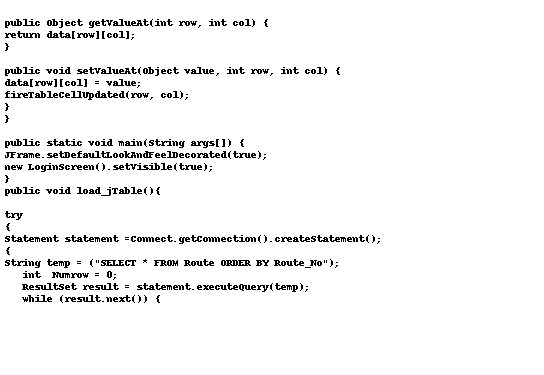 public Object getValueAt(int row, int col) {
return data[row][col];
}
public void setValueAt(Object value, int row, int col) {
data[row][col] = value;
fireTableCellUpdated(row, col);
}
}
public static void main(String args[]) {
JFrame.setDefaultLookAndFeelDecorated(true);
new LoginScreen().setVisible(true);
}
public void load_jTable(){
try
{
Statement statement =Connect.getConnection().createStatement();
{
String temp = ("SELECT * FROM Route ORDER BY Route_No");
int  Numrow = 0;
ResultSet result = statement.executeQuery(temp);
while (result.next()) {